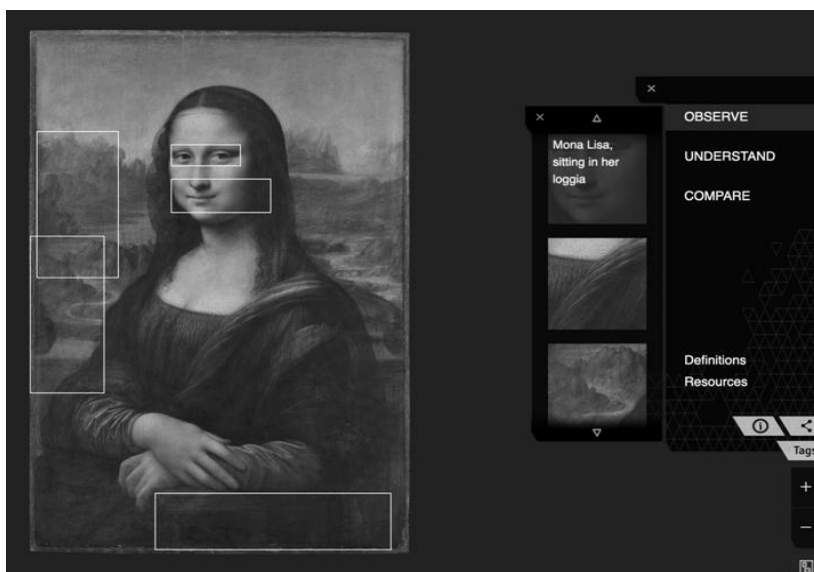 Mona Lisa,
sitting in her
loggia
OBSERVE
UNDERSTAND
COMPARE
Definitions
Resources
Tags